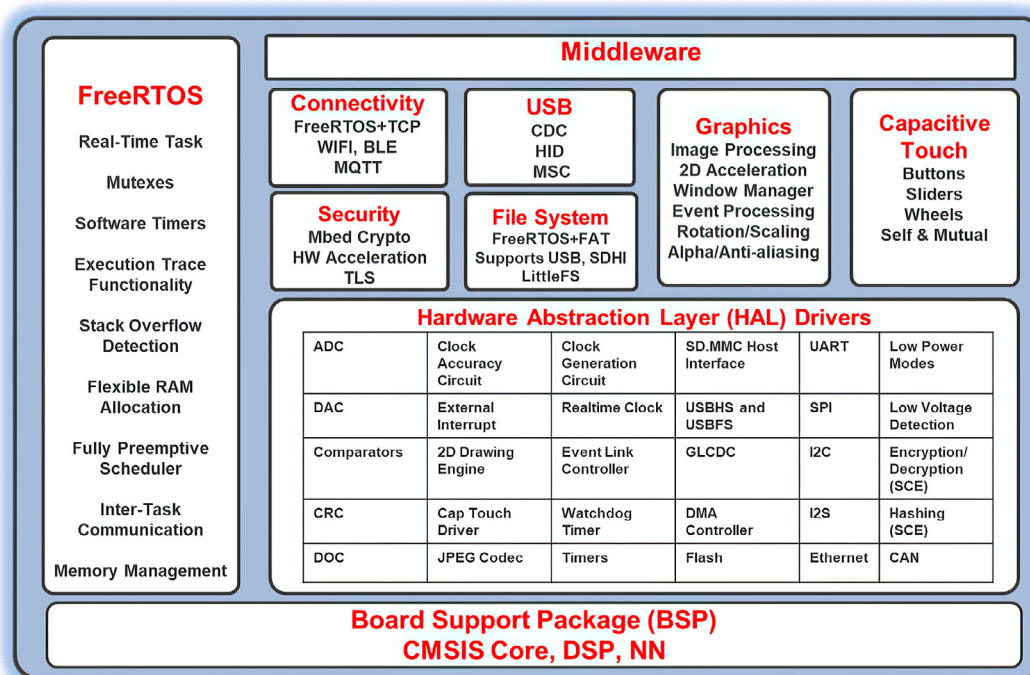 FreeRTOS
Real-Time Task
Mutexes
Software Timers
Execution Trace
Functionality
Stack Overflow
Detection
Flexible RAM
Allocation
Fully Preemptive
Scheduler
Inter-Task
Communication
Memory Management
Middleware
Connectivity
FreeRTOS+TCP
WIFI, BLE
MQTT
USB
CDC
HID
MSC
Graphics
Image Processing
2D Acceleration
Window Manager
Event Processing
Rotation/Scaling
Alpha/Anti-aliasing
Capacitive
Touch
Buttons
Sliders
Wheels
Self & Mutual
Security
Mbed Crypto
HW Acceleration
TLS
File System
FreeRTOS+FAT
Supports USB, SDHI
LittleFS
Hardware Abstraction Layer (HAL) Drivers
ADC
Clock
Accuracy
Circuit
Clock
Generation
Circuit
SD.MMC Host
Interface
UART
Low Power
Modes
DAC
External
Interrupt
Realtime Clock
USBHS and
USBFS
SPI
Low Voltage
Detection
Comparators
2D Drawing
Engine
Event Link
Controller
GLCDC
I2C
Encryption/
Decryption
(SCE)
CRC
Cap Touch
Driver
Watchdog
Timer
DMA
Controller
I2S
Hashing
(SCE)
DOC
JPEG Codec
Timers
Flash
Ethernet
CAN
Board Support Package (BSP)
CMSIS Core, DSP, NN